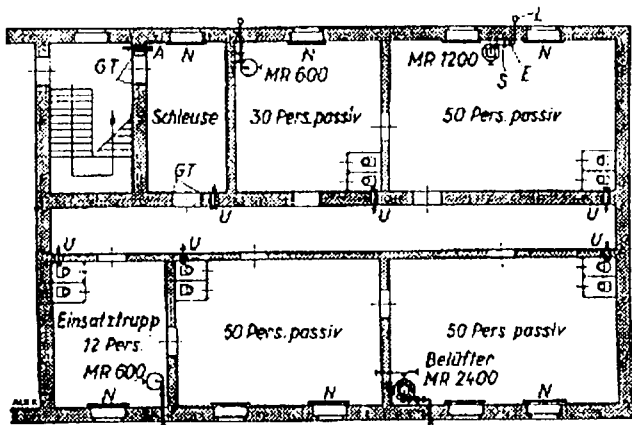 L
A
N
N
N
GT
MR 600
MR 1200
S
E
Schleuse
30 Pers. passiv
50 Pers. passiv
GT
U
U
U
U
U
U
Einsatztrupp
12 Pers.
MR 600
50 Pers. passiv
50 Pers passiv
Belüfter
MR 2400
N
N
N